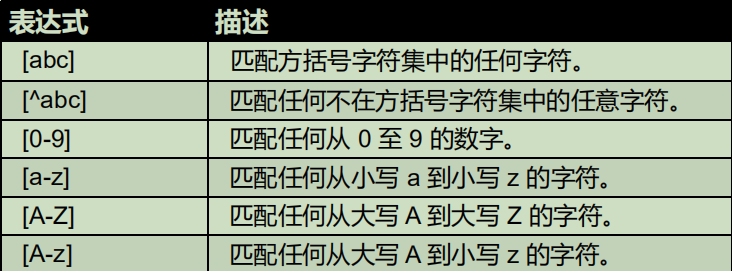 表达式 描述
[abc] 匹配方括号字符集中的任何字符。
[^abc] 匹配任何不在方括号字符集中的任意字符。
[0-9] 匹配任何从 0 至 9 的数字。
[a-z] 匹配任何从小写 a 到小写 z 的字符。
[A-Z] 匹配任何从大写 A 到大写 Z 的字符。
[A-z] 匹配任何从大写 A 到小写 z 的字符。